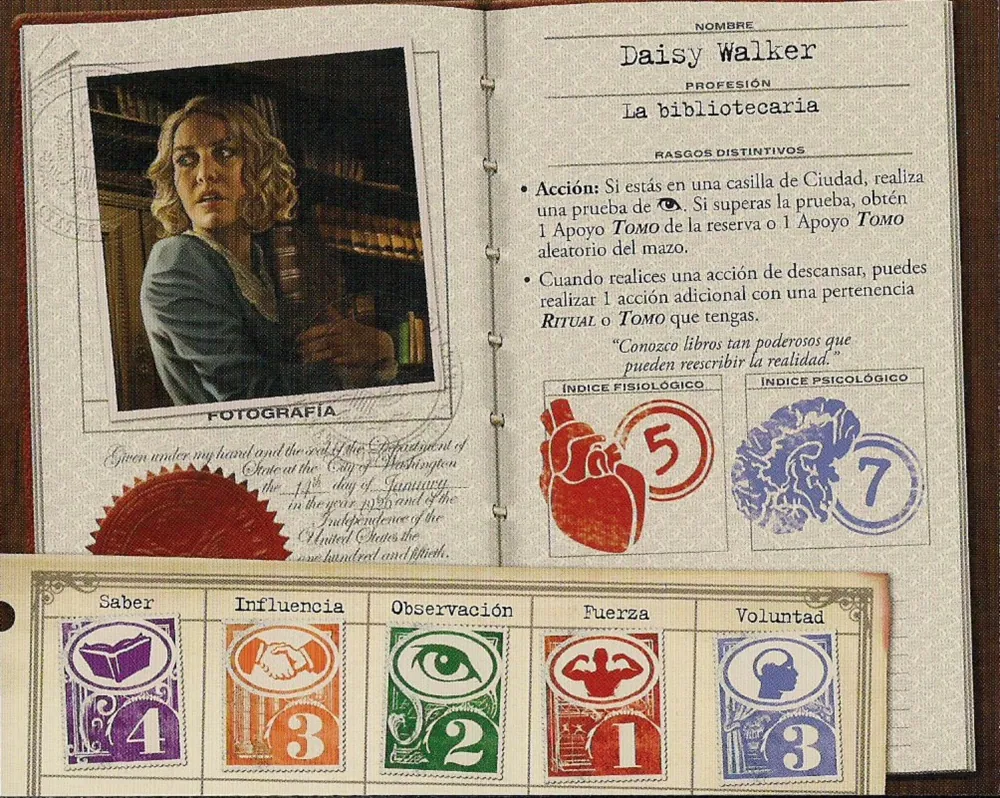 NOMBRE
Daisy Walker
PROFESIÓN
La bibliotecaria
RASGOS DISTINTIVOS
• Acción: Si estás en una casilla de Ciudad, realiza
una prueba de . Si superas la prueba, obtén
1 Apoyo TOMO de la reserva o 1 Apoyo TOMO
aleatorio del mazo.
• Cuando realices una acción de descansar, puedes
realizar 1 acción adicional con una pertenencia
RITUAL o TOMO que tengas.
“Conozco libros tan poderosos que
pueden reescribir la realidad.”
ÍNDICE FISIOLÓGICO
5
ÍNDICE PSICOLÓGICO
7
FOTOGRAFÍA
Given under my hand and the seal of the Department of
State at the City of Washington
the 14th day of January
in the year 1926 and of the
Independence of the
United States the
one hundred and fiftieth.
Saber
Influencia
Observación
Fuerza
Voluntad
4
3
2
1
3